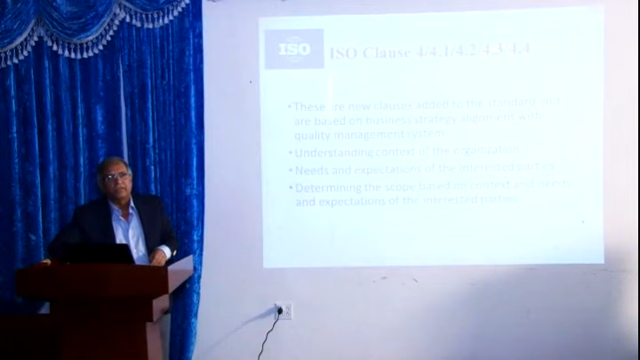 ISO
ISO Clause 4-4.1-4.2-4.3-4.4
• These are new clauses added to the standard and
are based on business strategy alignment with
quality management system
• Understanding context of the organization
• Needs and expectations of the interested parties
• Determining the scope based on context and needs
and expectations of the interested parties